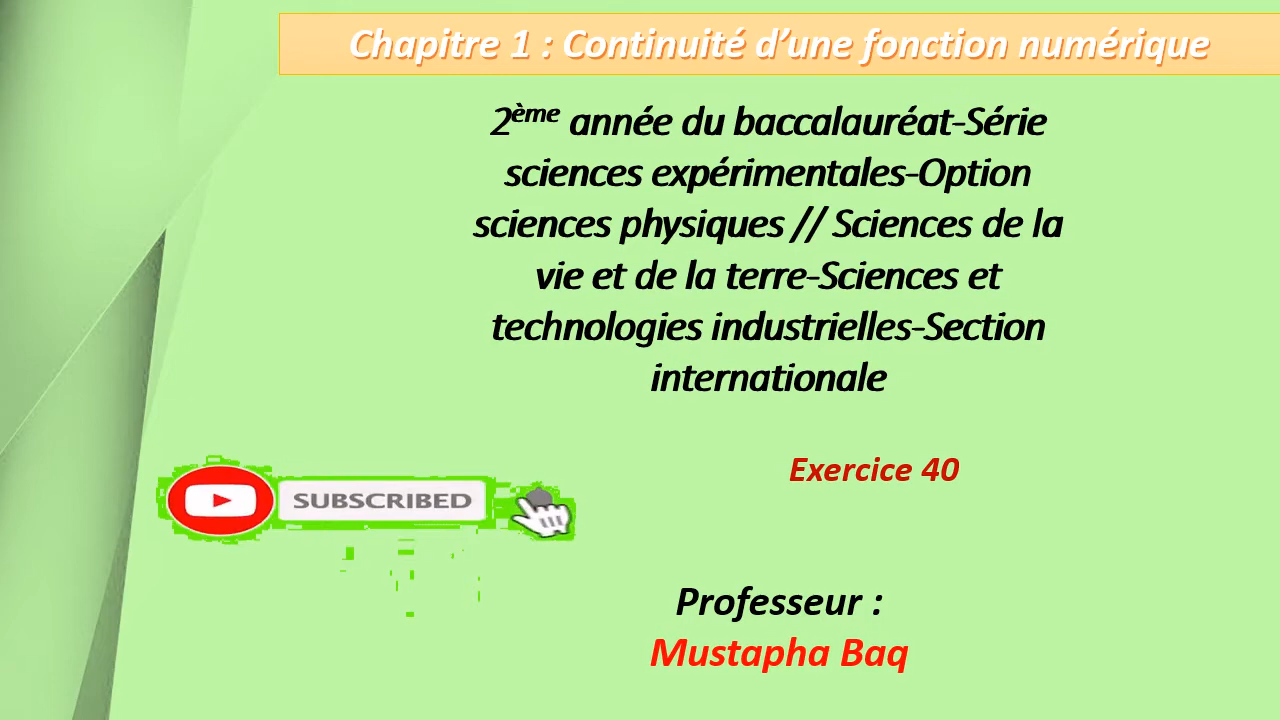 Chapitre 1 : Continuité d’une fonction numérique
2ème année du baccalauréat-Série
sciences expérimentales-Option
sciences physiques // Sciences de la
vie et de la terre-Sciences et
technologies industrielles-Section
internationale
Exercice 40
SUBSCRIBED
Professeur :
Mustapha Baq